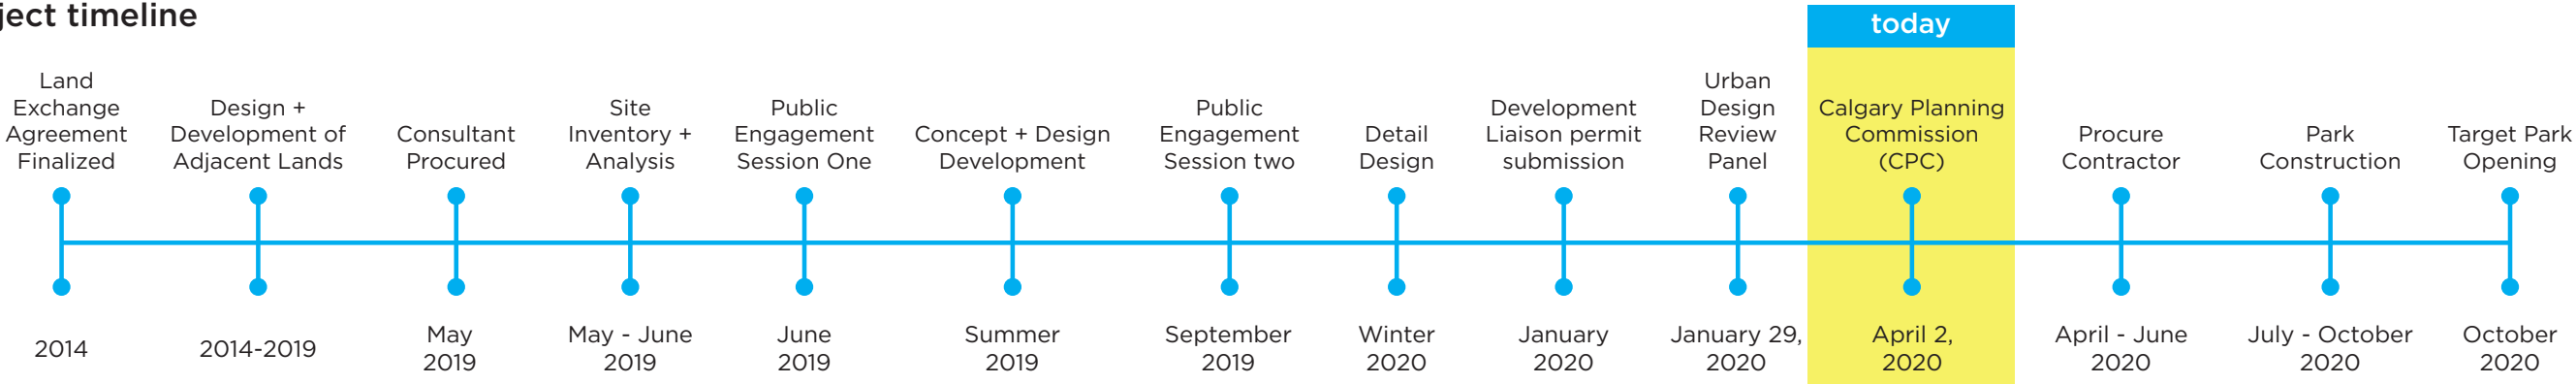 ject timeline
today
Land
Exchange
Agreement
Finalized
Design +
Development of
Adjacent Lands
Consultant
Procured
Site
Inventory +
Analysis
Public
Engagement
Session One
Concept + Design
Development
Public
Engagement
Session two
Detail
Design
Development
Liaison permit
submission
Urban
Design
Review
Panel
Calgary Planning
Commission
(CPC)
Procure
Contractor
Park
Construction
Target Park
Opening
2014
2014-2019
May
2019
May - June
2019
June
2019
Summer
2019
September
2019
Winter
2020
January
2020
January 29,
2020
April 2,
2020
April - June
2020
July - October
2020
October
2020